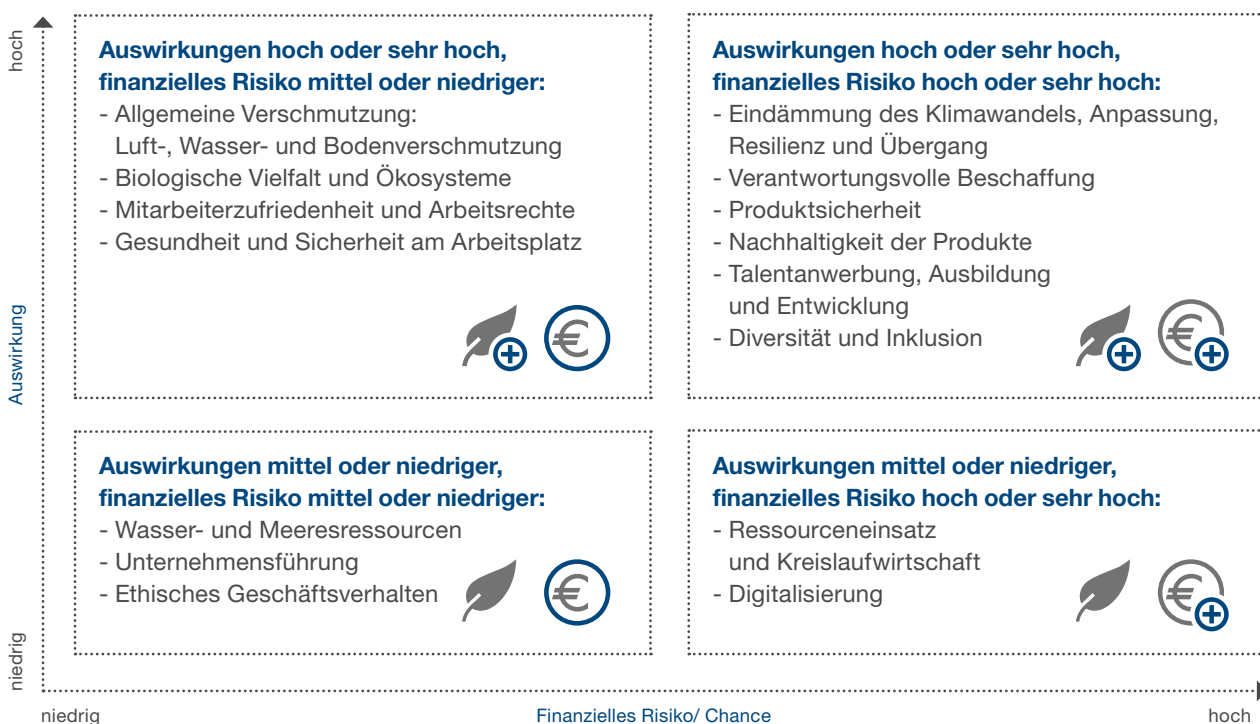 hoch
Auswirkungen hoch oder sehr hoch,
finanzielles Risiko mittel oder niedriger:
- Allgemeine Verschmutzung:
Luft-, Wasser- und Bodenverschmutzung
- Biologische Vielfalt und Ökosysteme
- Mitarbeiterzufriedenheit und Arbeitsrechte
- Gesundheit und Sicherheit am Arbeitsplatz
€
Auswirkungen hoch oder sehr hoch,
finanzielles Risiko hoch oder sehr hoch:
- Eindämmung des Klimawandels, Anpassung,
Resilienz und Übergang
- Verantwortungsvolle Beschaffung
- Produktsicherheit
- Nachhaltigkeit der Produkte
- Talentanwerbung, Ausbildung
und Entwicklung
- Diversität und Inklusion
€
Auswirkung
Auswirkungen mittel oder niedriger,
finanzielles Risiko mittel oder niedriger:
- Wasser- und Meeresressourcen
- Unternehmensführung
- Ethisches Geschäftsverhalten
€
Auswirkungen mittel oder niedriger,
finanzielles Risiko hoch oder sehr hoch:
- Ressourceneinsatz
und Kreislaufwirtschaft
- Digitalisierung
€
niedrig
niedrig
Finanzielles Risiko/ Chance
hoch